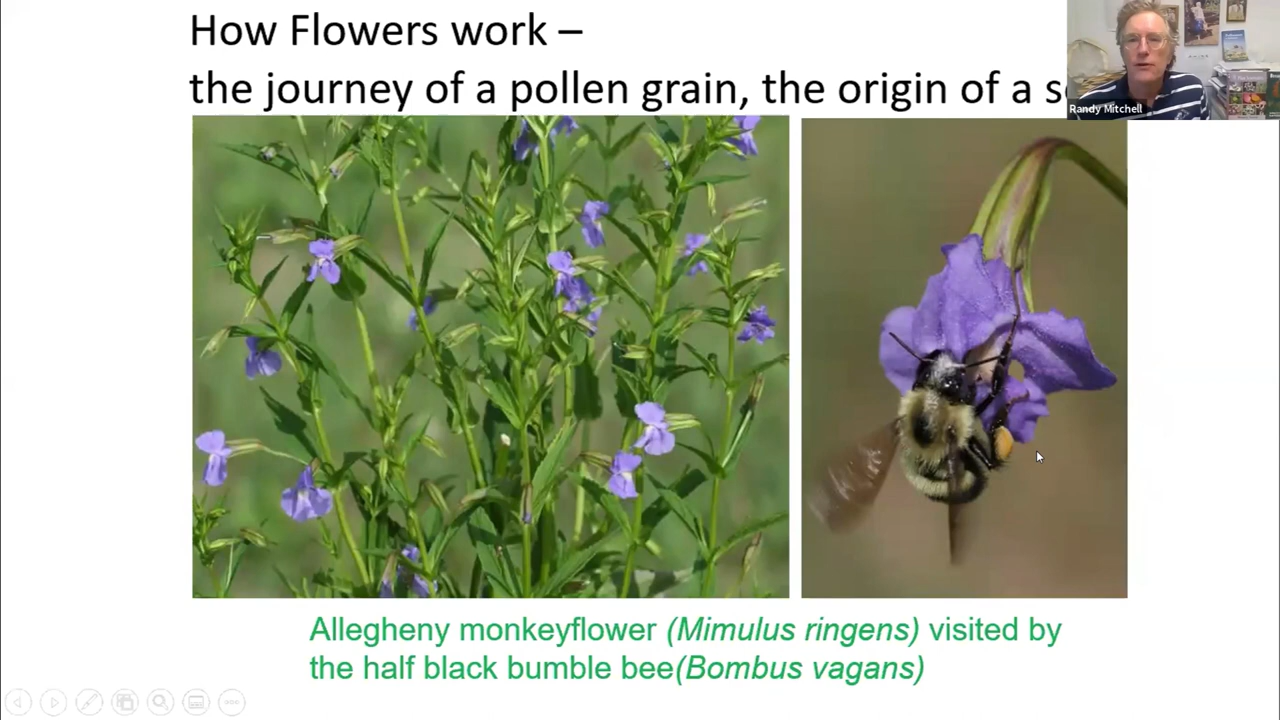 How Flowers work –
the journey of a pollen grain, the origin of a s
Randy Mitchell
Allegheny monkeyflower (Mimulus ringens) visited by
the half black bumble bee(Bombus vagans)